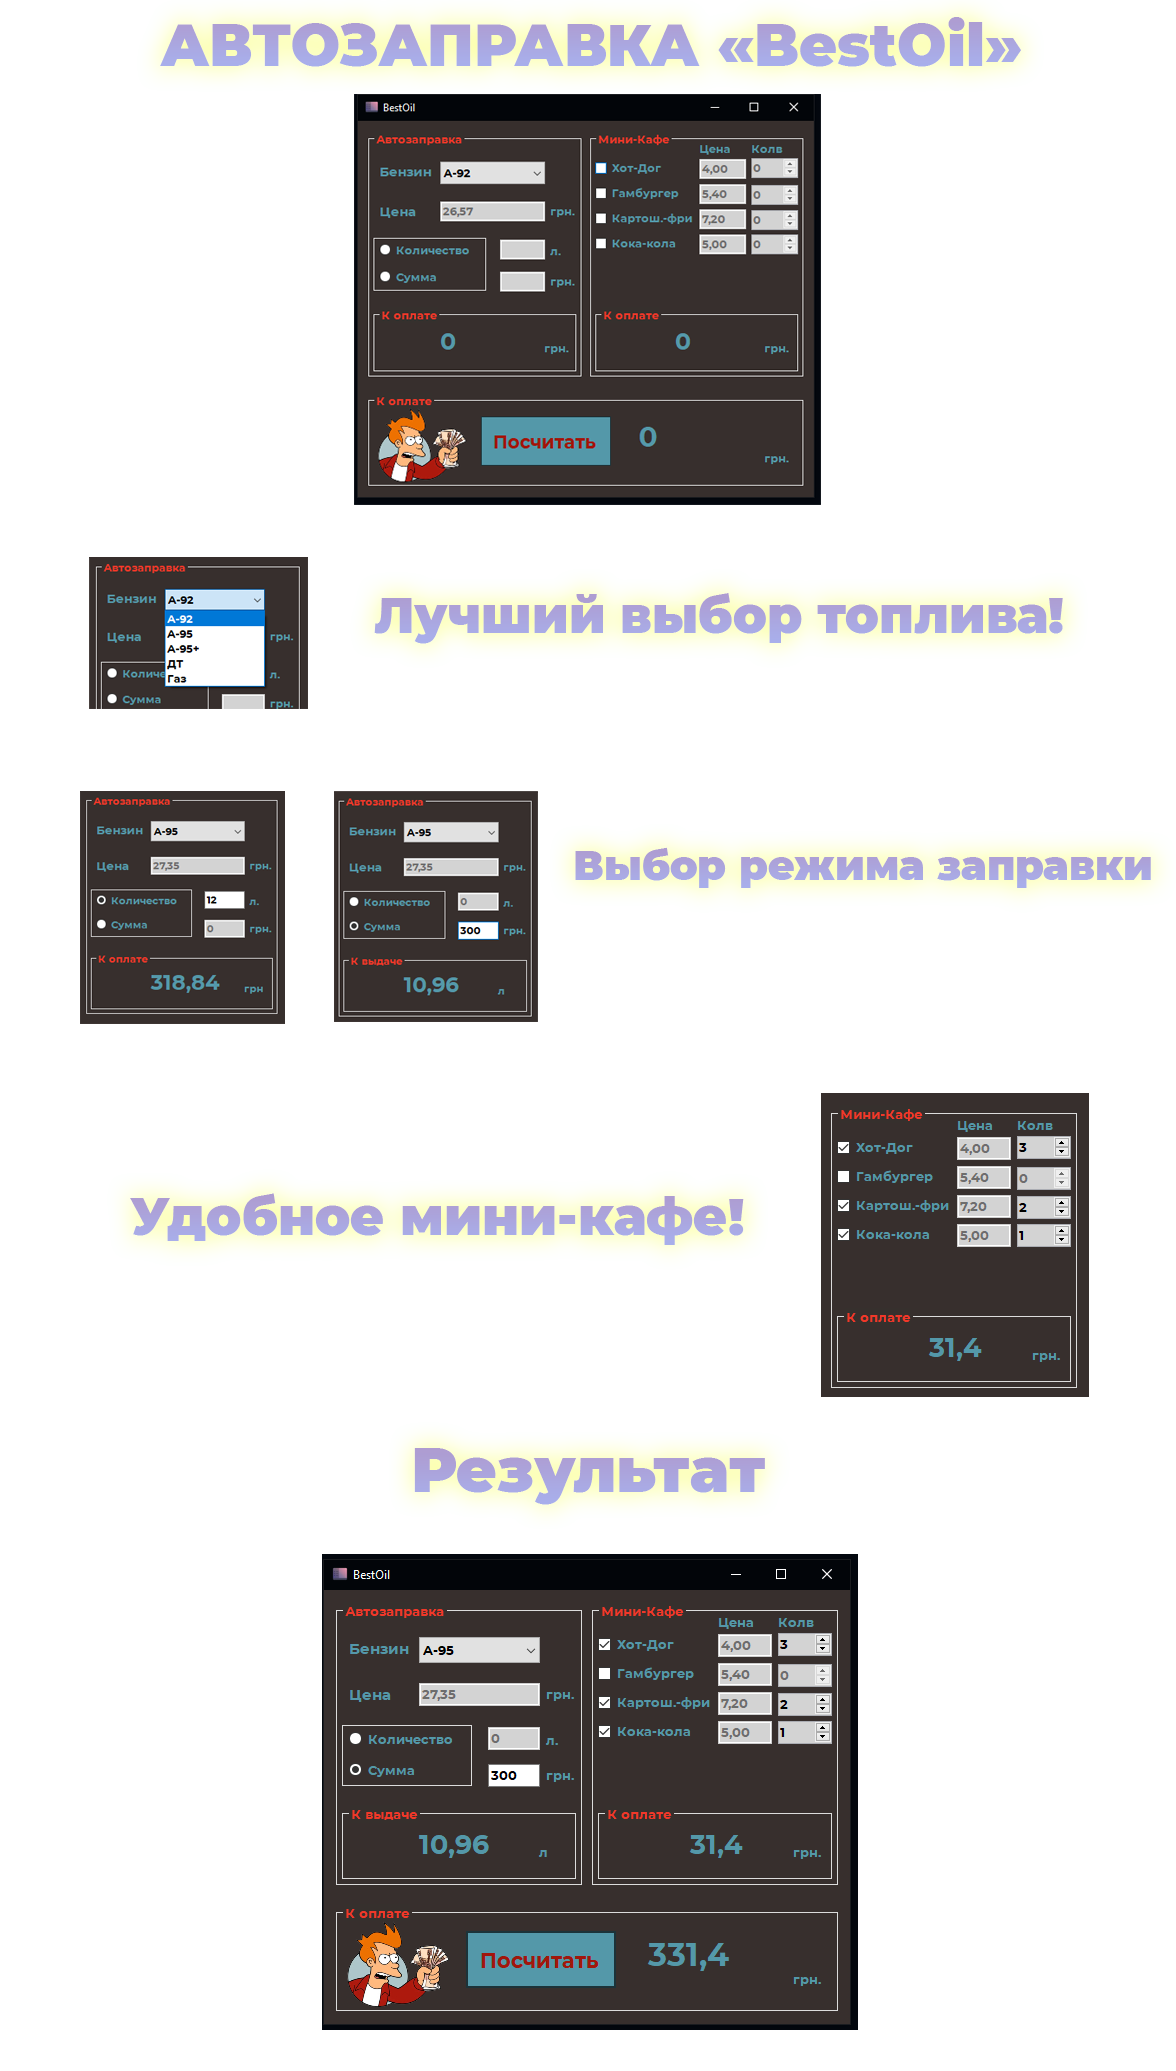 АВТОЗАПРАВКА «BestOil»
BestOil
Автозаправка
Бензин А-92
Цена 26,57 грн.
Количество л.
Сумма грн.
К оплате
0 грн.
Мини-Кафе
Цена Колв
Хот-Дог 4,00 0
Гамбургер 5,40 0
Картош.-фри 7,20 0
Кока-кола 5,00 0
К оплате
0 грн.
К оплате
Посчитать 0 грн.
Автозаправка
Бензин А-92
А-92
Цена А-95 грн.
А-95+
ДТ
Количе Газ л.
Сумма грн.
Лучший выбор топлива!
Автозаправка
Бензин А-95
Цена 27,35 грн.
Количество 12 л.
Сумма 0 грн.
К оплате
318,84 грн
Автозаправка
Бензин А-95
Цена 27,35 грн.
Количество 0 л.
Сумма 300 грн.
К выдаче
10,96 л
Выбор режима заправки
Удобное мини-кафе!
Мини-Кафе
Цена Колв
Хот-Дог 4,00 3
Гамбургер 5,40 0
Картош.-фри 7,20 2
Кока-кола 5,00 1
К оплате
31,4 грн.
Результат
BestOil
Автозаправка
Бензин А-95
Цена 27,35 грн.
Количество 0 л.
Сумма 300 грн.
К выдаче
10,96 л
Мини-Кафе
Цена Колв
Хот-Дог 4,00 3
Гамбургер 5,40 0
Картош.-фри 7,20 2
Кока-кола 5,00 1
К оплате
31,4 грн.
К оплате
Посчитать 331,4 грн.